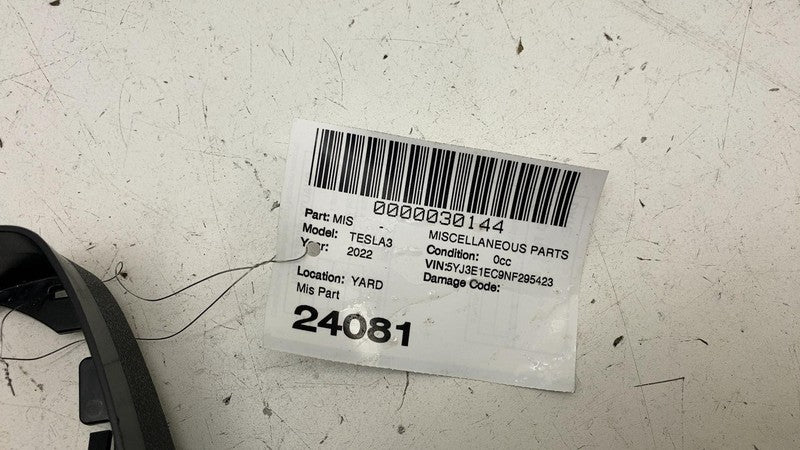 0000030144
Part: MIS - MISCELLANEOUS PARTS
Model: TESLA3 Condition: 0cc
Year: 2022 VIN:5YJ3E1EC9NF295423
Damage Code:
Location: YARD
Mis Part
24081